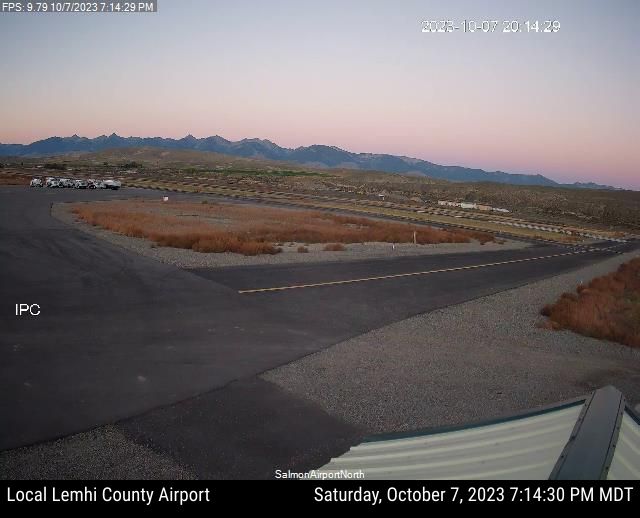 FPS: 9.79 10/7/2023 7:14:29 PM
2023-10-07 20:14:29
IPC
SalmonAirportNorth
Local Lemhi County Airport
Saturday, October 7, 2023 7:14:30 PM MDT